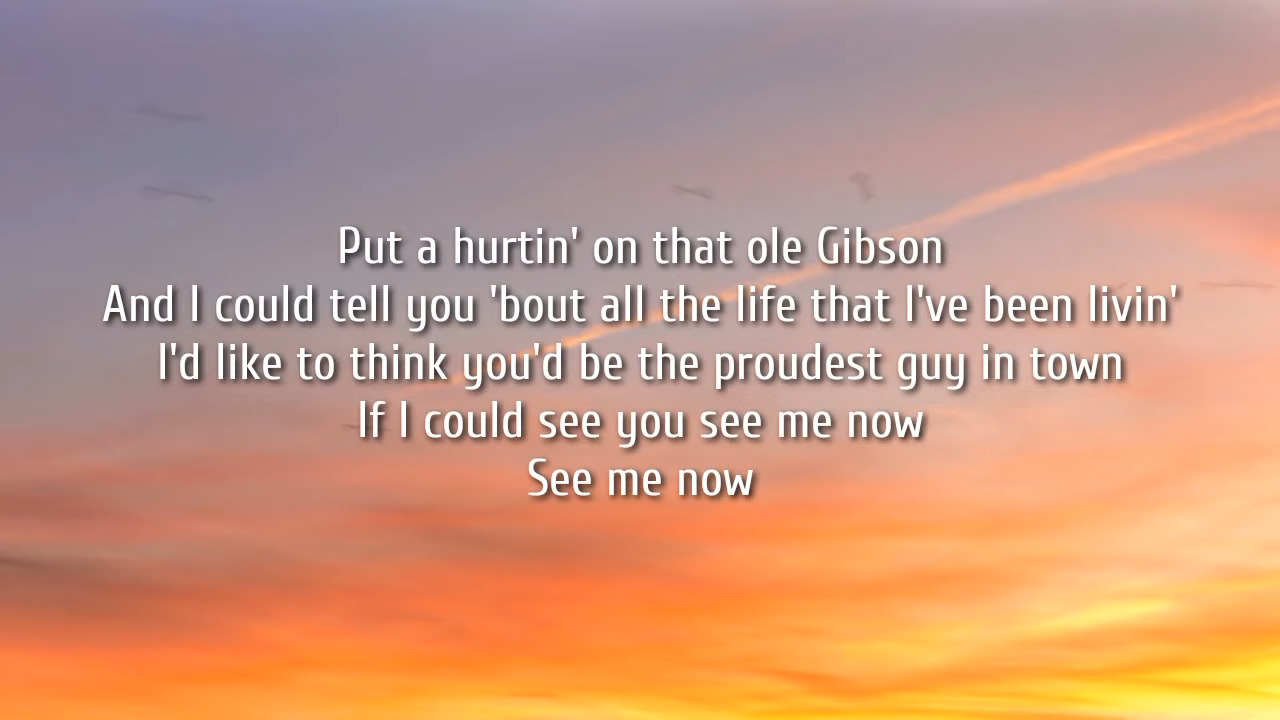 Put a hurtin' on that ole Gibson
And I could tell you 'bout all the life that I've been livin'
I'd like to think you'd be the proudest guy in town
If I could see you see me now
See me now